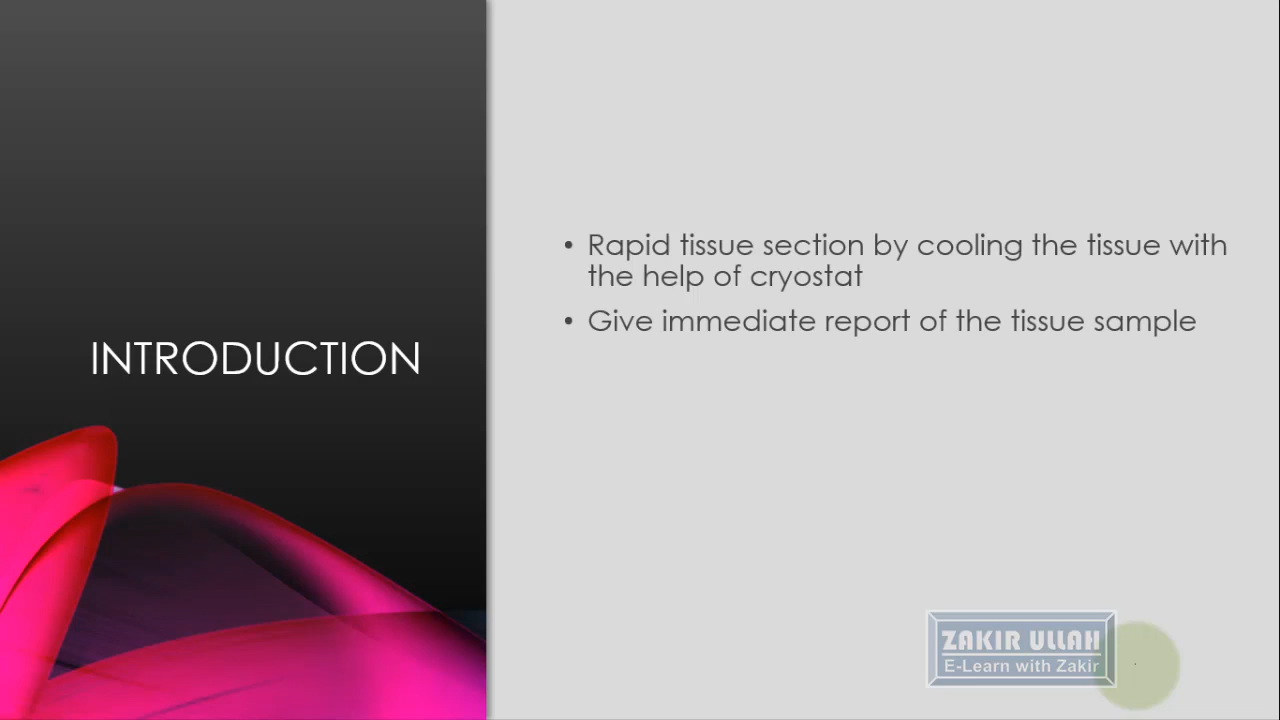 INTRODUCTION
• Rapid tissue section by cooling the tissue with
the help of cryostat
• Give immediate report of the tissue sample
ZAKIR ULLAH
E-Learn with Zakir